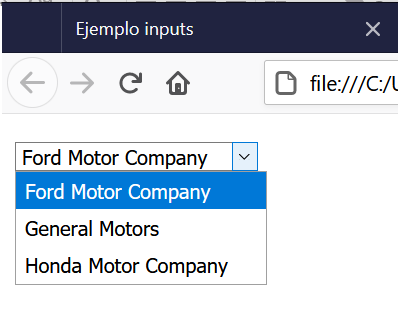 Ejemplo inputs
file:///C:/U
Ford Motor Company
Ford Motor Company
General Motors
Honda Motor Company